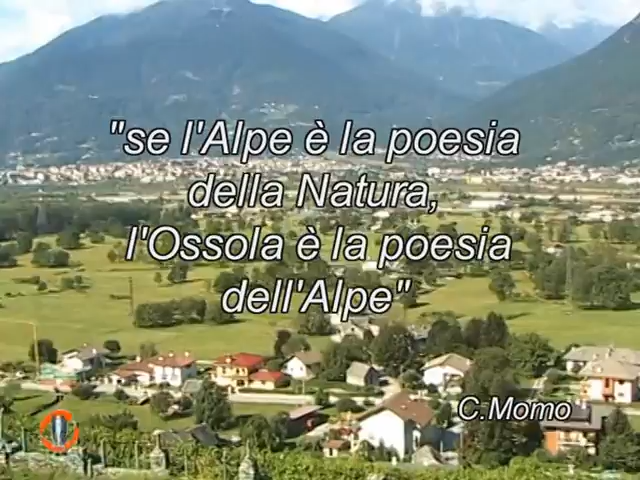 "se l'Alpe è la poesia
della Natura,
l'Ossola è la poesia
dell'Alpe"
C.Momo